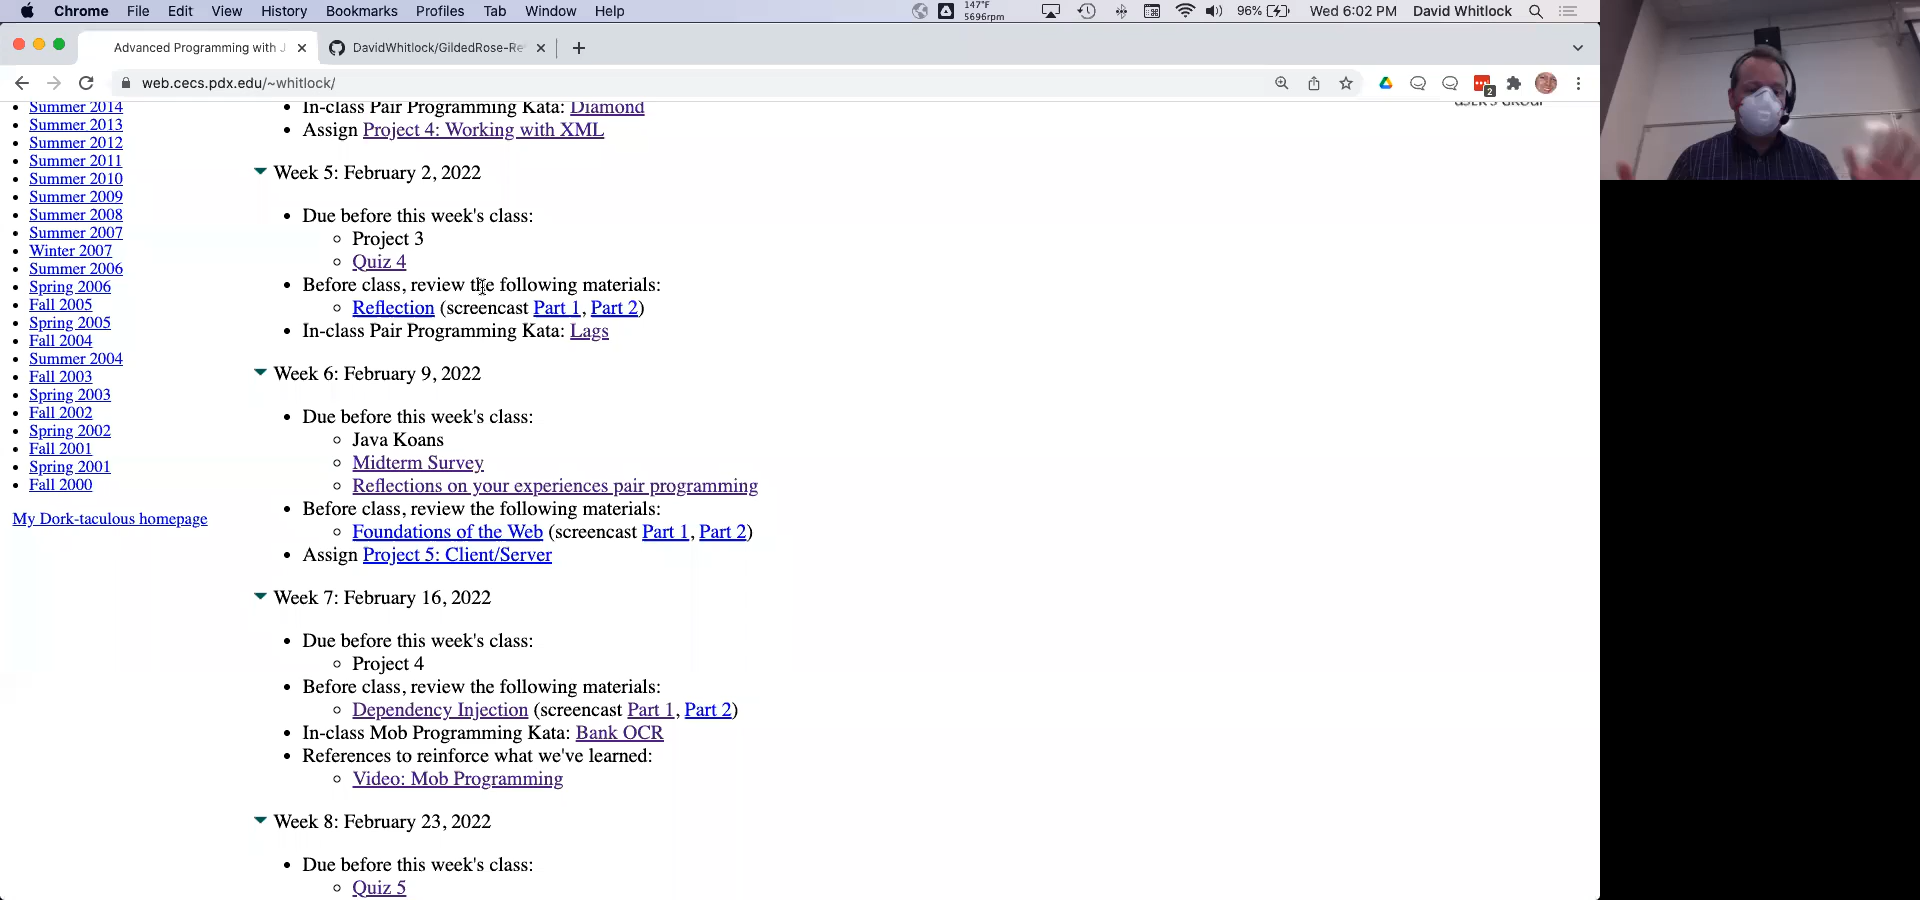 Chrome File Edit View History Bookmarks Profiles Tab Window Help 147°F 5696rpm 96% Wed 6:02 PM David Whitlock
Advanced Programming with J DavidWhitlock/GildedRose-Re
web.cecs.pdx.edu/~whitlock/ 2
Summer 2014
Summer 2013
Summer 2012
Summer 2011
Summer 2010
Summer 2009
Summer 2008
Summer 2007
Winter 2007
Summer 2006
Spring 2006
Fall 2005
Spring 2005
Fall 2004
Summer 2004
Fall 2003
Spring 2003
Fall 2002
Spring 2002
Fall 2001
Spring 2001
Fall 2000
My Dork-taculous homepage
In-class Pair Programming Kata: Diamond
Assign Project 4: Working with XML
Week 5: February 2, 2022
Due before this week's class:
Project 3
Quiz 4
Before class, review the following materials:
Reflection (screencast Part 1, Part 2)
In-class Pair Programming Kata: Lags
Week 6: February 9, 2022
Due before this week's class:
Java Koans
Midterm Survey
Reflections on your experiences pair programming
Before class, review the following materials:
Foundations of the Web (screencast Part 1, Part 2)
Assign Project 5: Client/Server
Week 7: February 16, 2022
Due before this week's class:
Project 4
Before class, review the following materials:
Dependency Injection (screencast Part 1, Part 2)
In-class Mob Programming Kata: Bank OCR
References to reinforce what we've learned:
Video: Mob Programming
Week 8: February 23, 2022
Due before this week's class:
Quiz 5